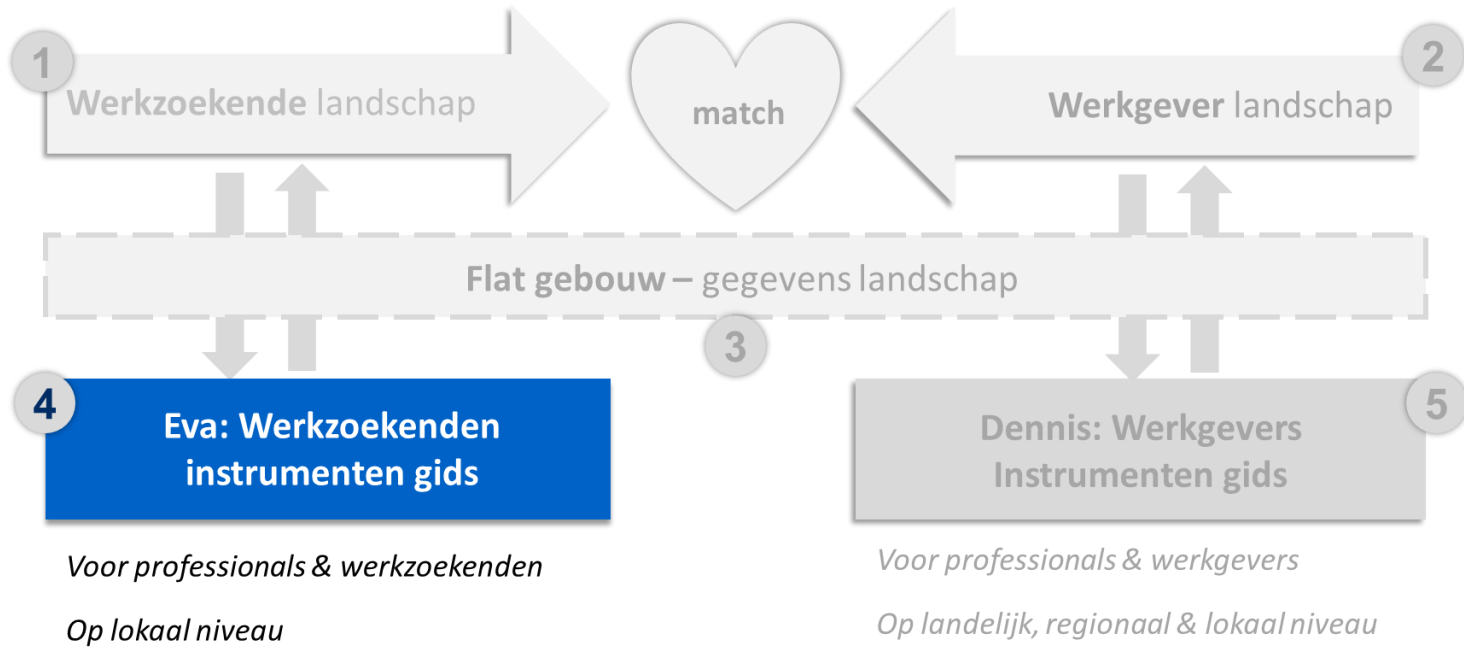 1
Werkzoekende landschap
match
2
Werkgever landschap
Flat gebouw – gegevens landschap
3
4
Eva: Werkzoekenden
instrumenten gids
5
Dennis: Werkgevers
Instrumenten gids
Voor professionals & werkzoekenden
Op lokaal niveau
Voor professionals & werkgevers
Op landelijk, regionaal & lokaal niveau